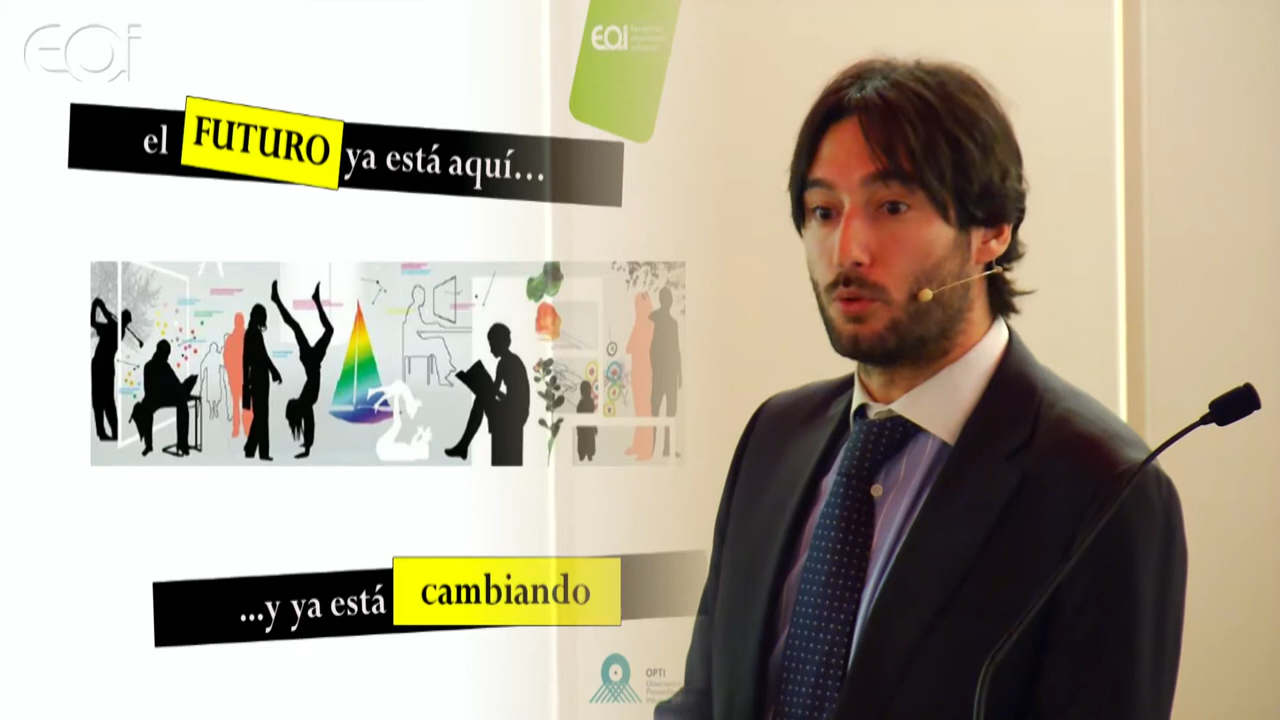 EOI
EOI
el FUTURO ya está aquí...
...y ya está cambiando
OPTI